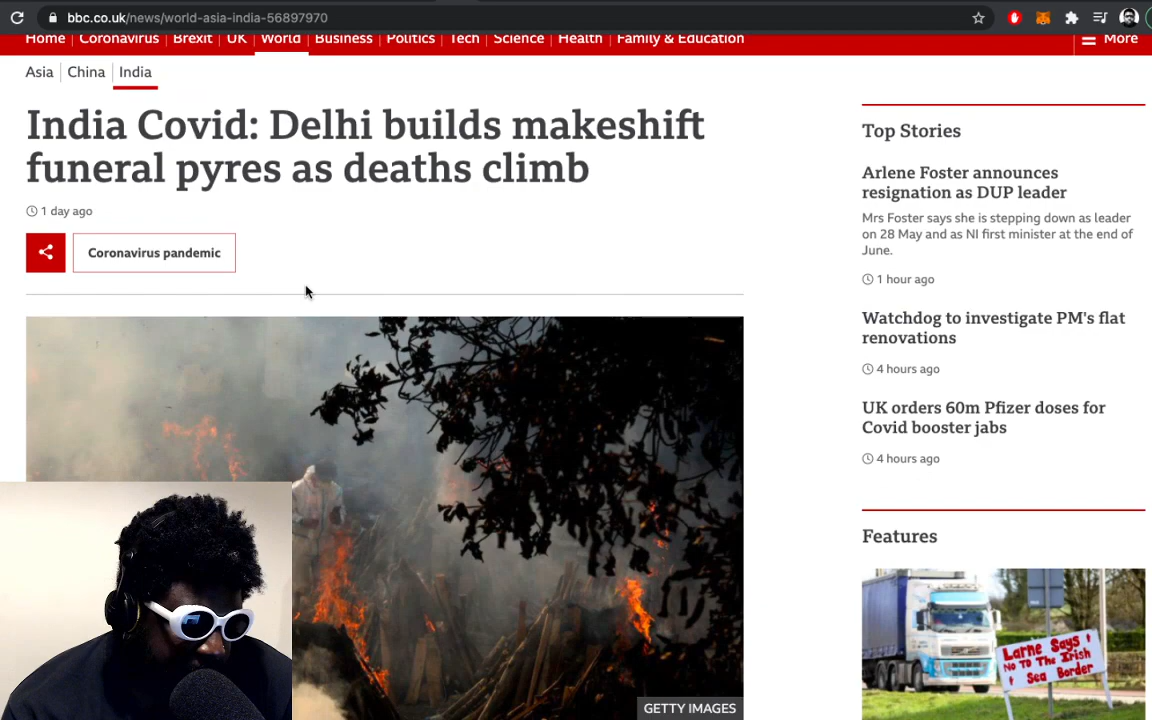 bbc.co.uk/news/world-asia-india-56897970
Home Coronavirus Brexit UK World Business Politics Tech Science Health Family & Education More
Asia China India
India Covid: Delhi builds makeshift
funeral pyres as deaths climb
1 day ago
Coronavirus pandemic
GETTY IMAGES
Top Stories
Arlene Foster announces
resignation as DUP leader
Mrs Foster says she is stepping down as leader
on 28 May and as NI first minister at the end of
June.
1 hour ago
Watchdog to investigate PM's flat
renovations
4 hours ago
UK orders 60m Pfizer doses for
Covid booster jabs
4 hours ago
Features
Larne Says
NO TO The Irish
Sea Border